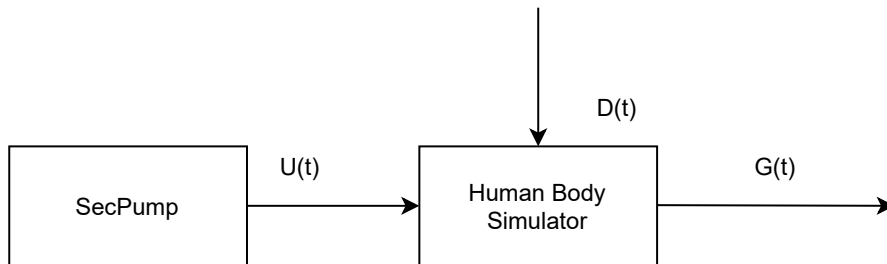 D(t)
U(t)
G(t)
SecPump
Human Body
Simulator